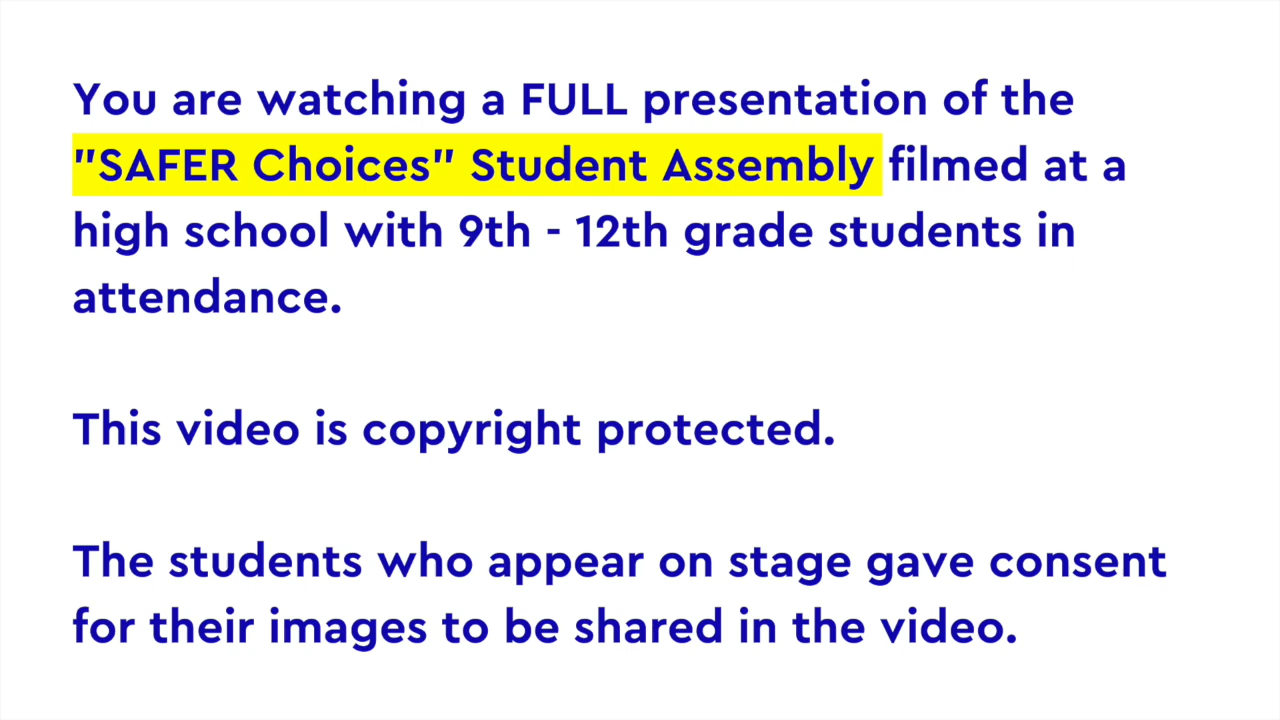 You are watching a FULL presentation of the
"SAFER Choices" Student Assembly filmed at a
high school with 9th - 12th grade students in
attendance.
This video is copyright protected.
The students who appear on stage gave consent
for their images to be shared in the video.